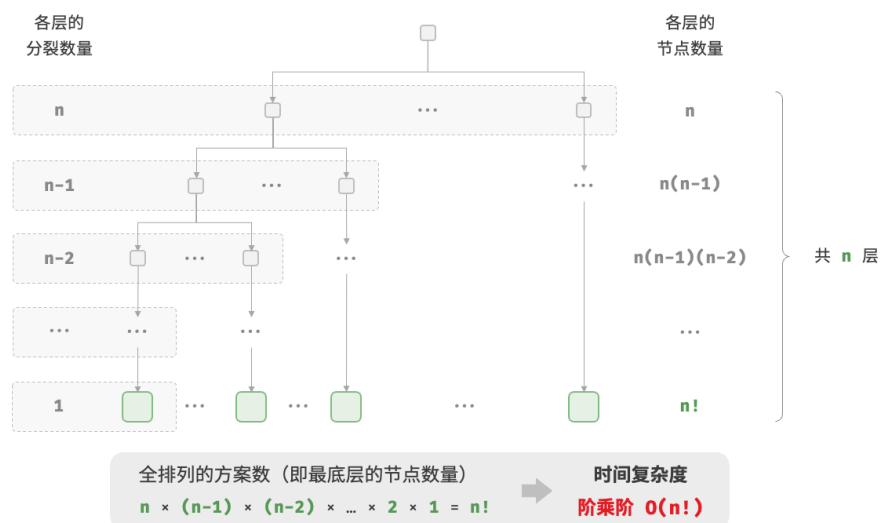 各层的
分裂数量
各层的
节点数量
n
...
n
n-1
...
...
n(n-1)
n-2
...
...
n(n-1)(n-2)
共 n 层
...
...
...
...
1
...
...
...
n!
全排列的方案数（即最底层的节点数量）
n × (n-1) × (n-2) × … × 2 × 1 = n!
时间复杂度
阶乘阶 O(n!)